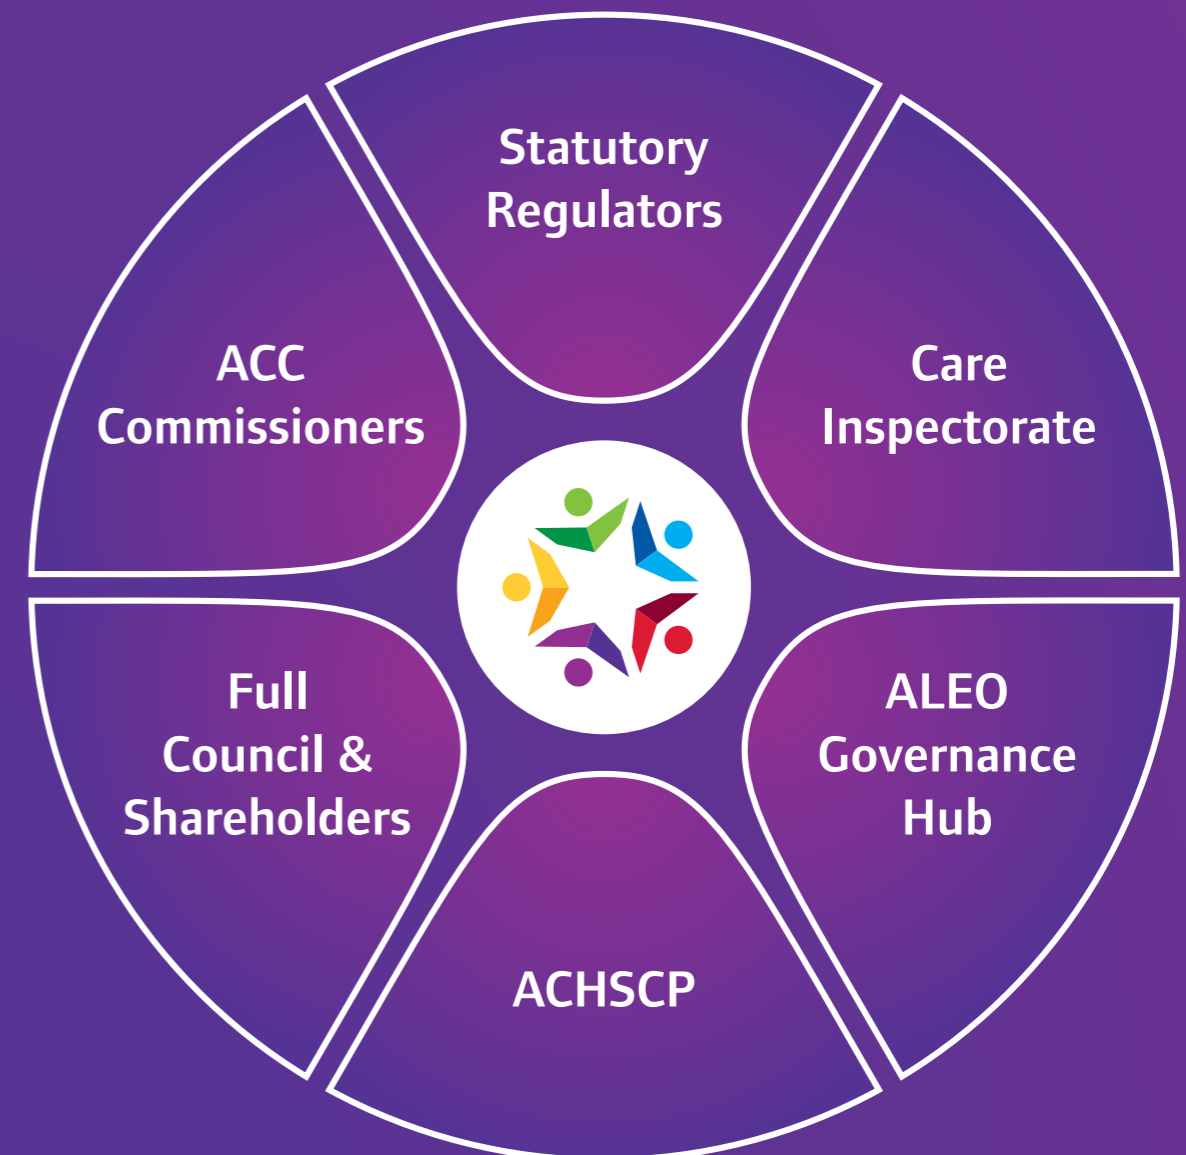 Statutory
Regulators
Care
Inspectorate
ALEO
Governance
Hub
ACHSCP
Full
Council &
Shareholders
ACC
Commissioners